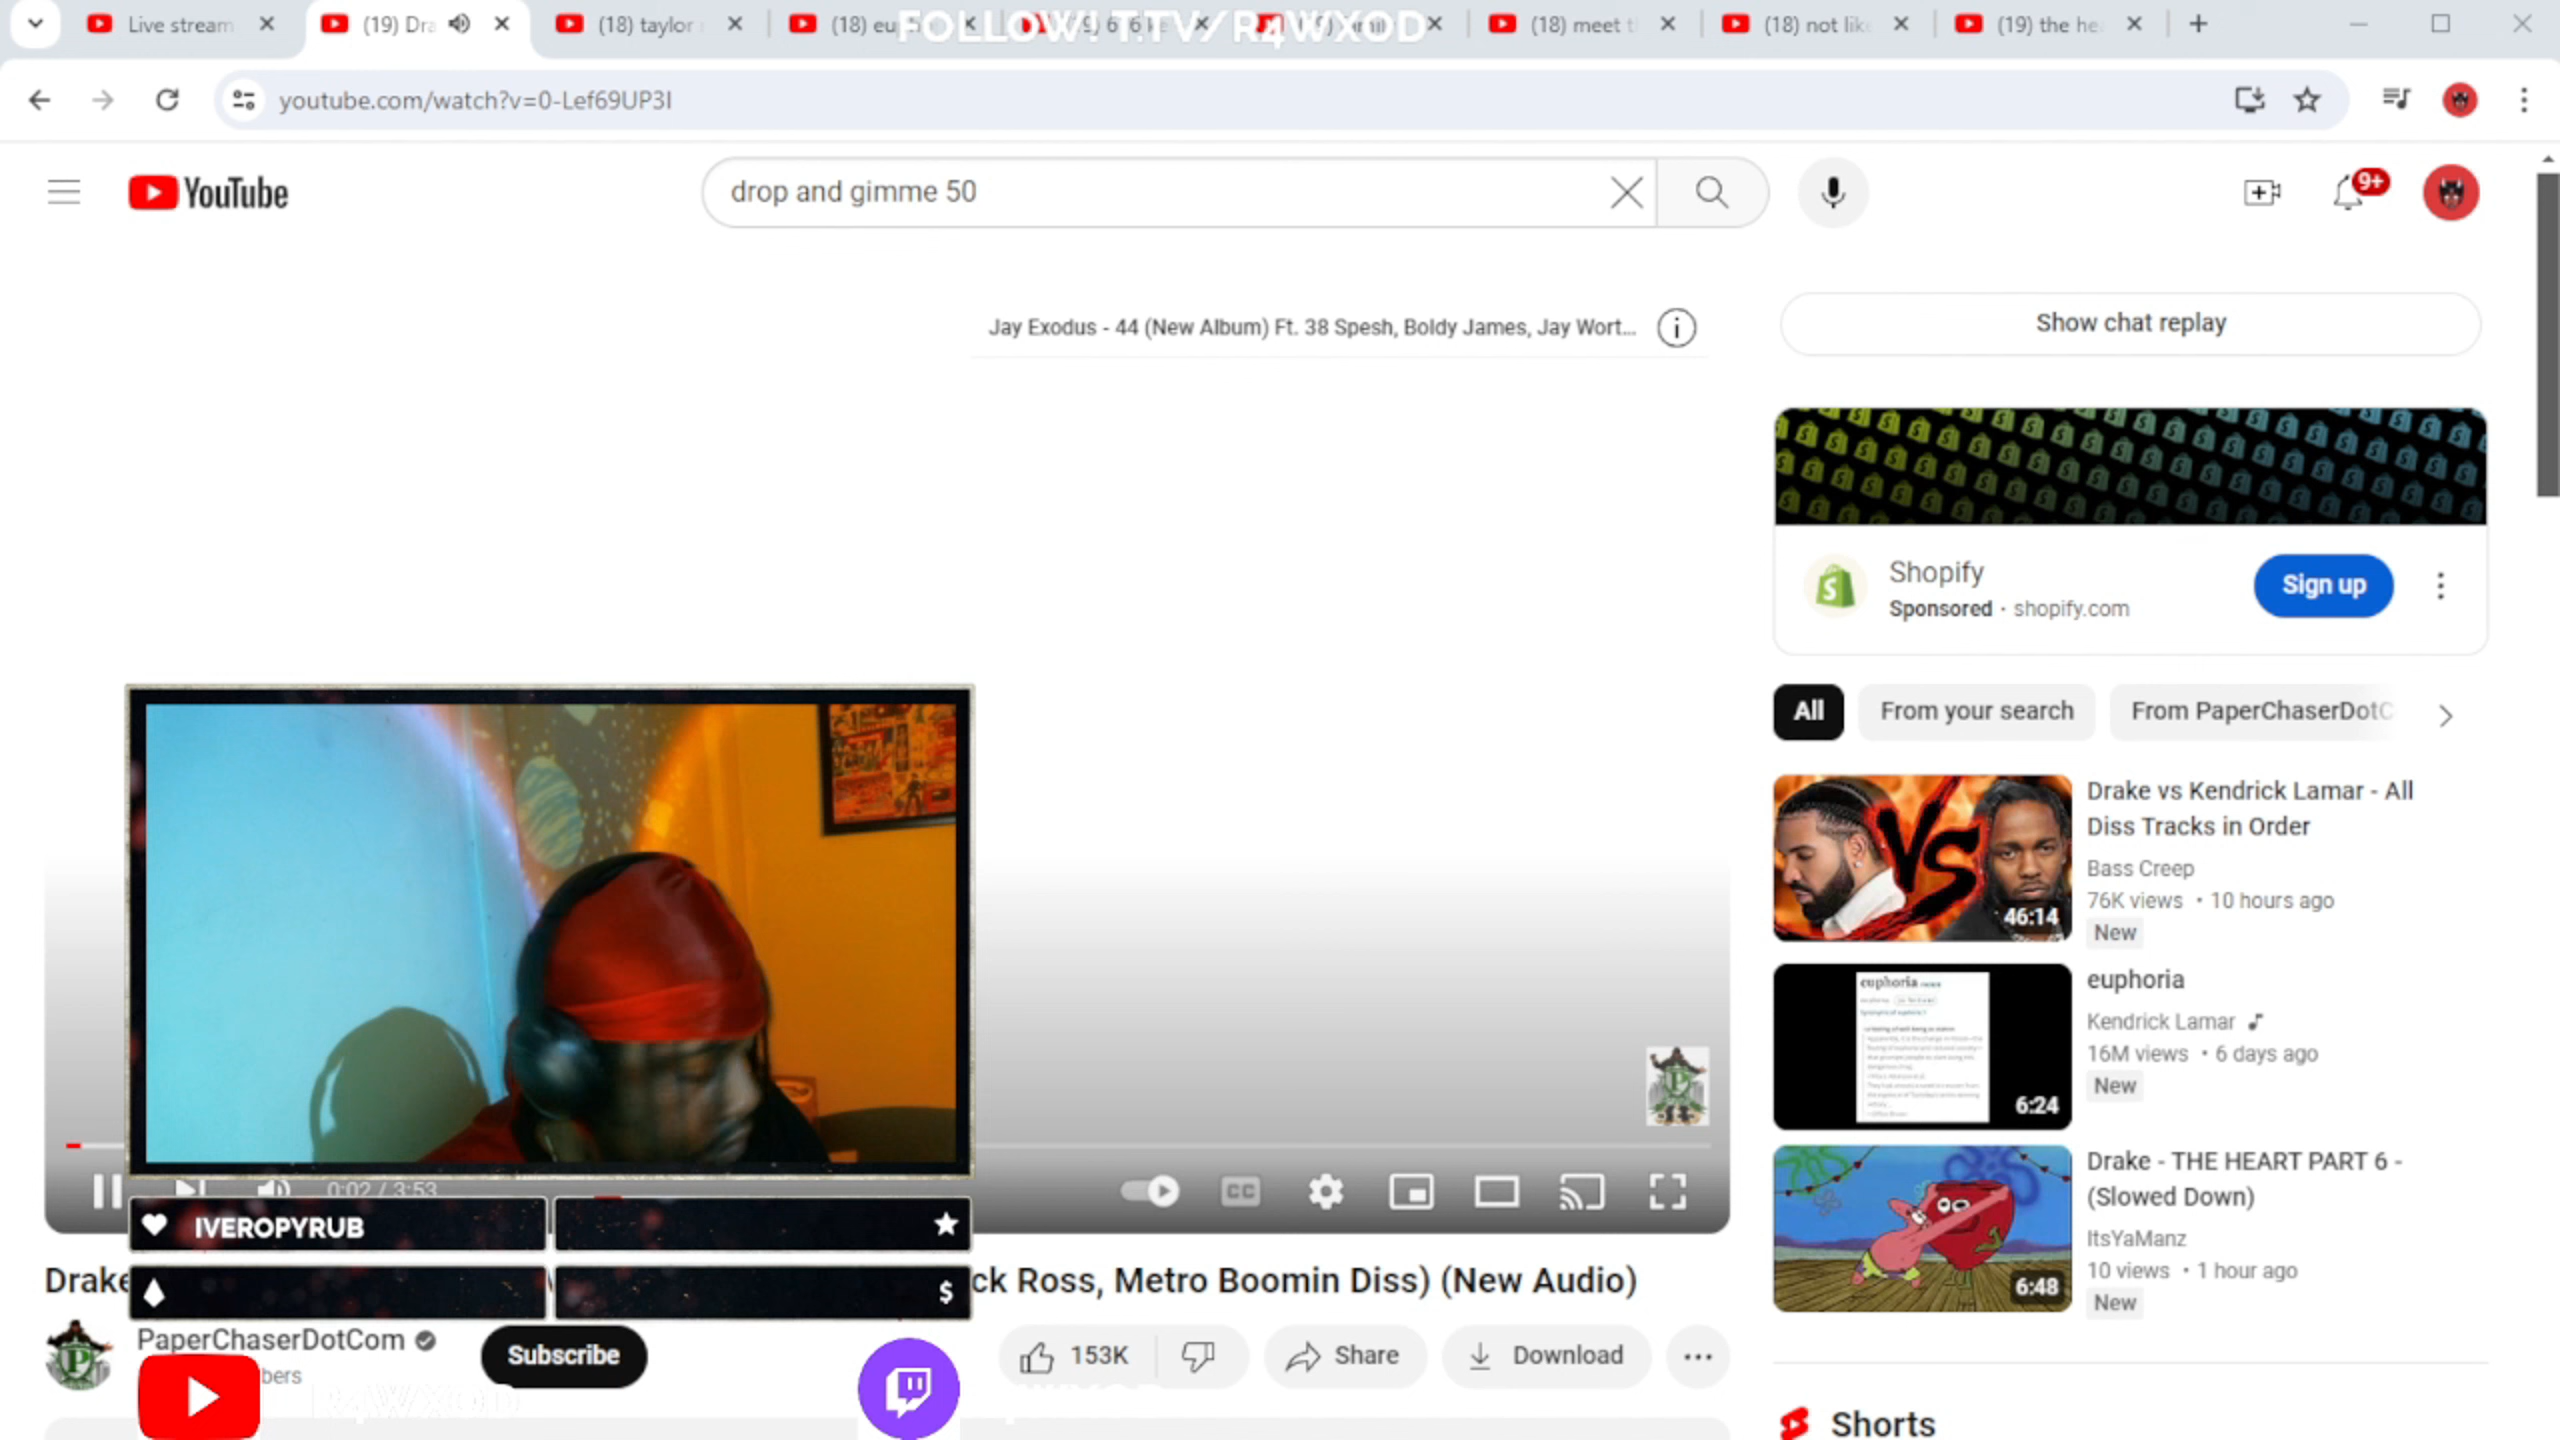 Live stream
(19) Dra
(18) taylor
(18) eu
(18) meet t
(18) not lik
(19) the he
FOLLOW! T.TV/R4WXOD
youtube.com/watch?v=0-Lef69UP3I
YouTube
drop and gimme 50
9+
Jay Exodus - 44 (New Album) Ft. 38 Spesh, Boldy James, Jay Wort...
Show chat replay
Shopify
Sponsored · shopify.com
Sign up
All
From your search
From PaperChaserDotC
Drake vs Kendrick Lamar - All
Diss Tracks in Order
Bass Creep
76K views • 10 hours ago
New
VS
46:14
euphoria
Kendrick Lamar
16M views • 6 days ago
New
euphoria
6:24
Drake - THE HEART PART 6 -
(Slowed Down)
ItsYaManz
10 views • 1 hour ago
New
6:48
0:02 / 3:53
CC
IVEROPYRUB
$
Drake
ck Ross, Metro Boomin Diss) (New Audio)
PaperChaserDotCom
bers
Subscribe
153K
Share
Download
R4WXOD
Shorts